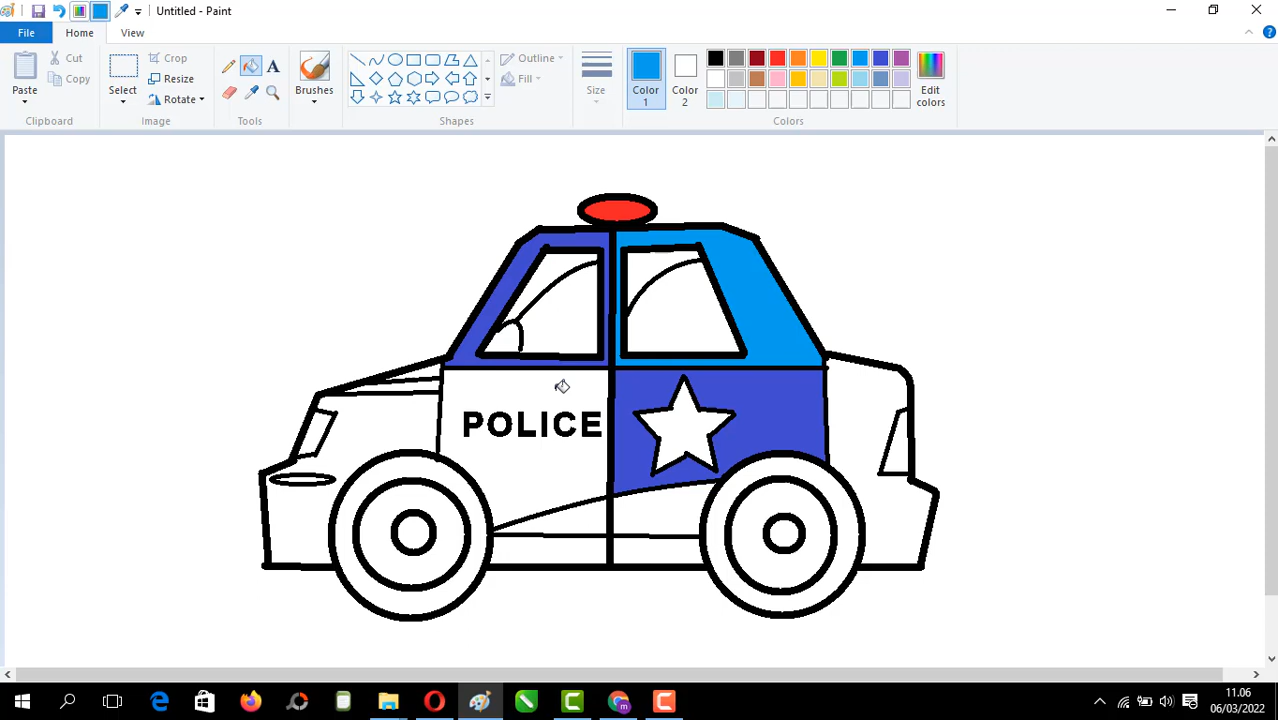 Untitled - Paint
File
Home
View
Paste
Cut
Copy
Clipboard
Select
Crop
Resize
Rotate
Image
A
Tools
Brushes
Outline
Fill
Shapes
Size
Color 1
Color 2
Edit colors
Colors
POLICE
11.06
06/03/2022